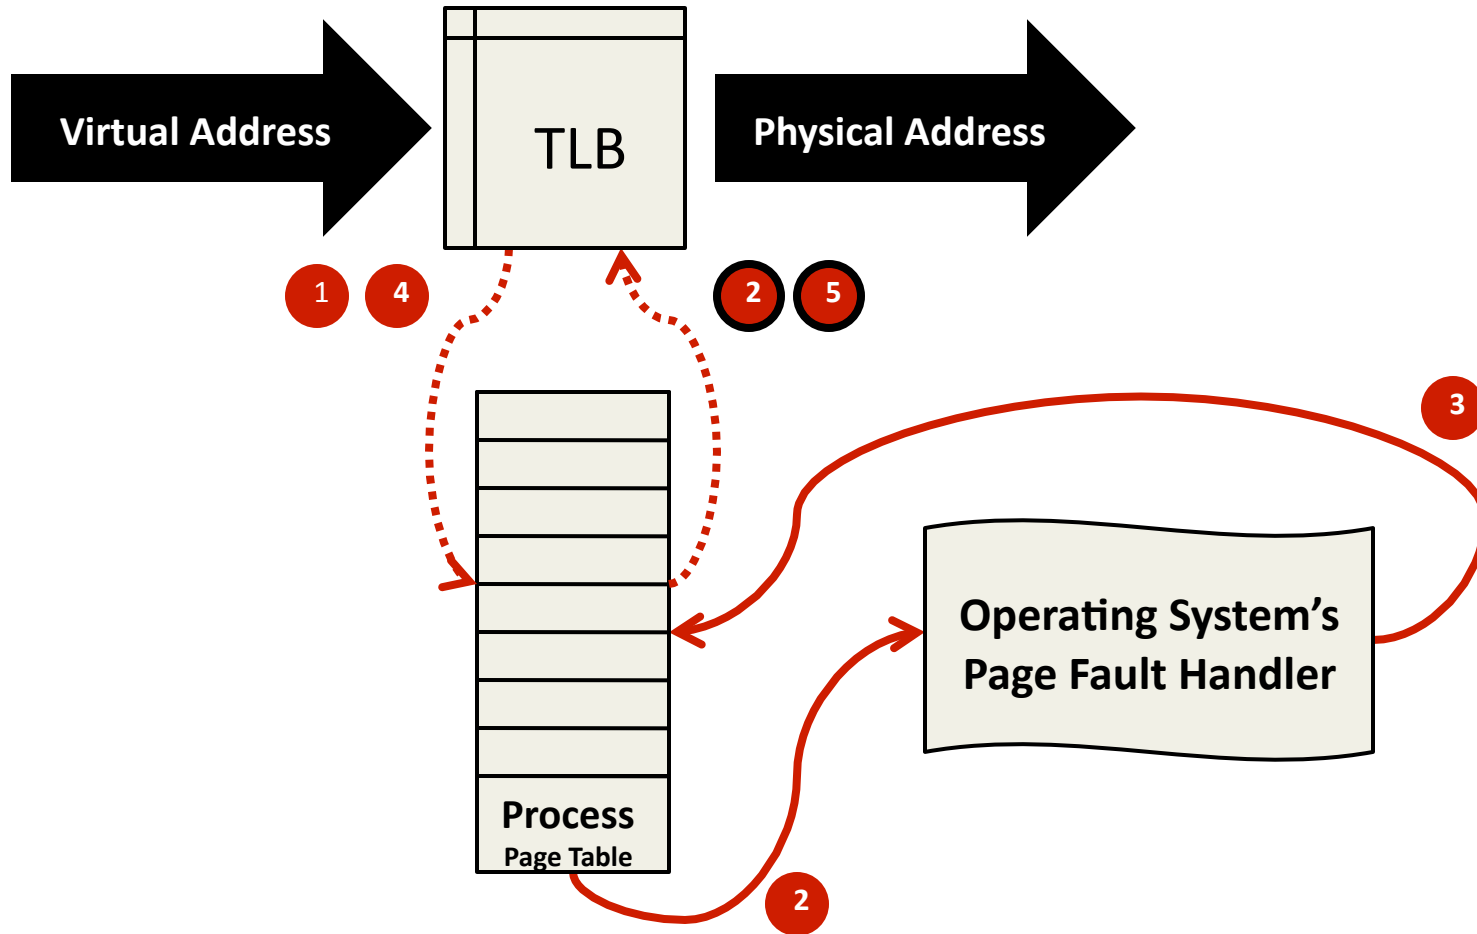 Virtual Address
TLB
Physical Address
1
4
2
5
3
Operating System’s
Page Fault Handler
Process
Page Table
2